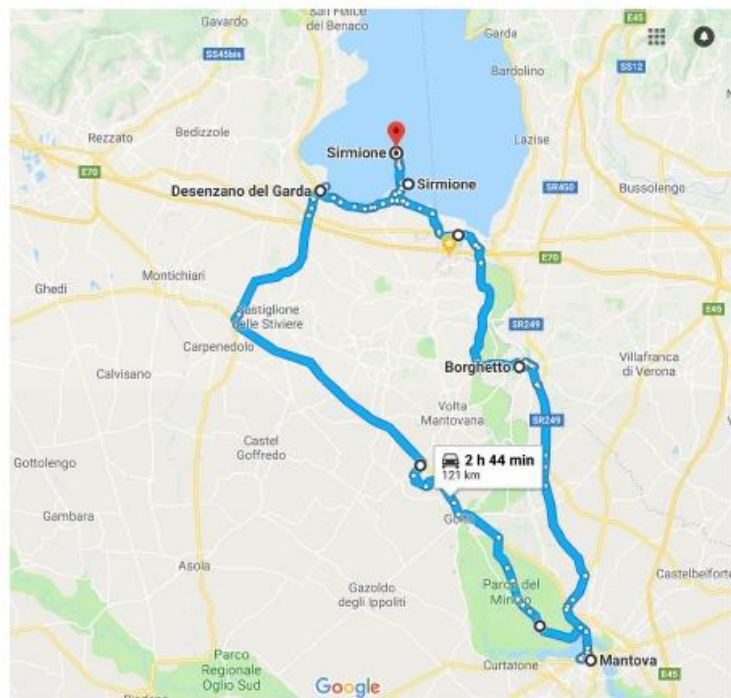 San Felice
del Benaco
Gavardo
Garda
E45
SS45bis
Bardolino
SS12
Rezzato
Bedizzole
Sirmione
Lazise
E70
Sirmione
Desenzano del Garda
SR450
Bussolengo
E70
Montichiari
Ghedi
E45
Castiglione
delle Stiviere
SR249
Carpenedolo
Calvisano
Borghetto
Villafranca
di Verona
Volta
Mantovana
SR249
Castel
Goffredo
Gottolengo
2 h 44 min
121 km
Gambara
Goito
Asola
Castelbelforte
Gazoldo
degli Ippoliti
Parco del
Mincio
Mantova
Curtatone
E45
Parco
Regionale
Oglio Sud
Google